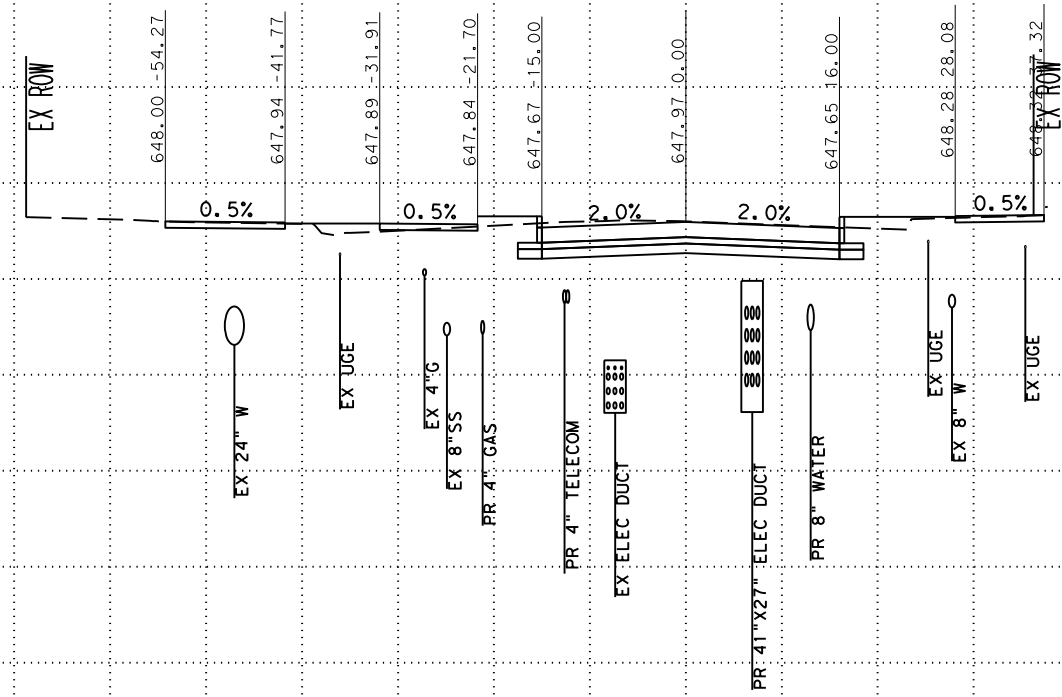 EX ROW
648.00 -54.27
647.94 -41.77
647.89 -31.91
647.84 -21.70
647.67 -15.00
647.97 0.00
647.65 16.00
648.28 28.08
648.32 37.32
EX ROW
0.5%
0.5%
2.0%
2.0%
0.5%
EX 24" W
EX UGE
EX 4"G
EX 8"SS
PR 4" GAS
PR 4" TELECOM
EX ELEC DUCT
PR 41"X27" ELEC DUCT
PR 8" WATER
EX UGE
EX 8" W
EX UGE